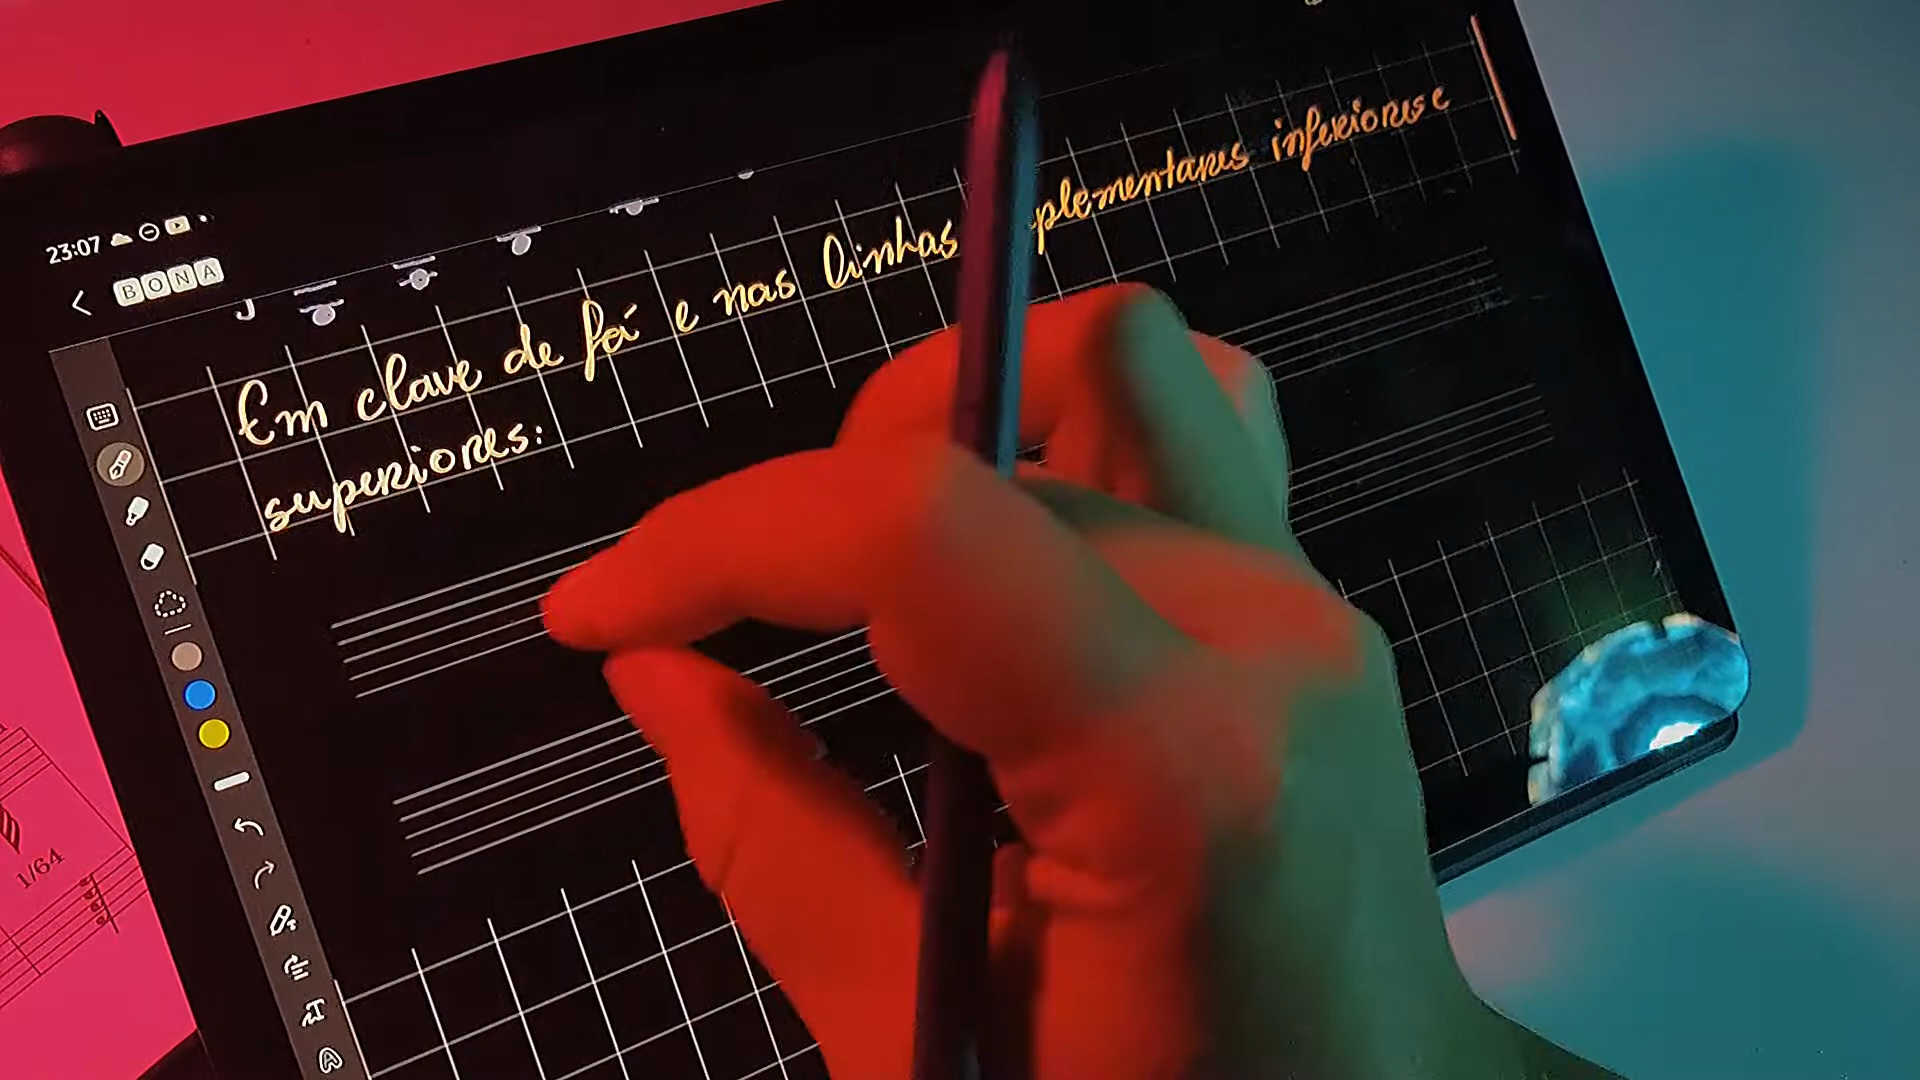 23:07
BONA
Em clave de fá e nas linhas plementares inferiores e
superiores:
1/64